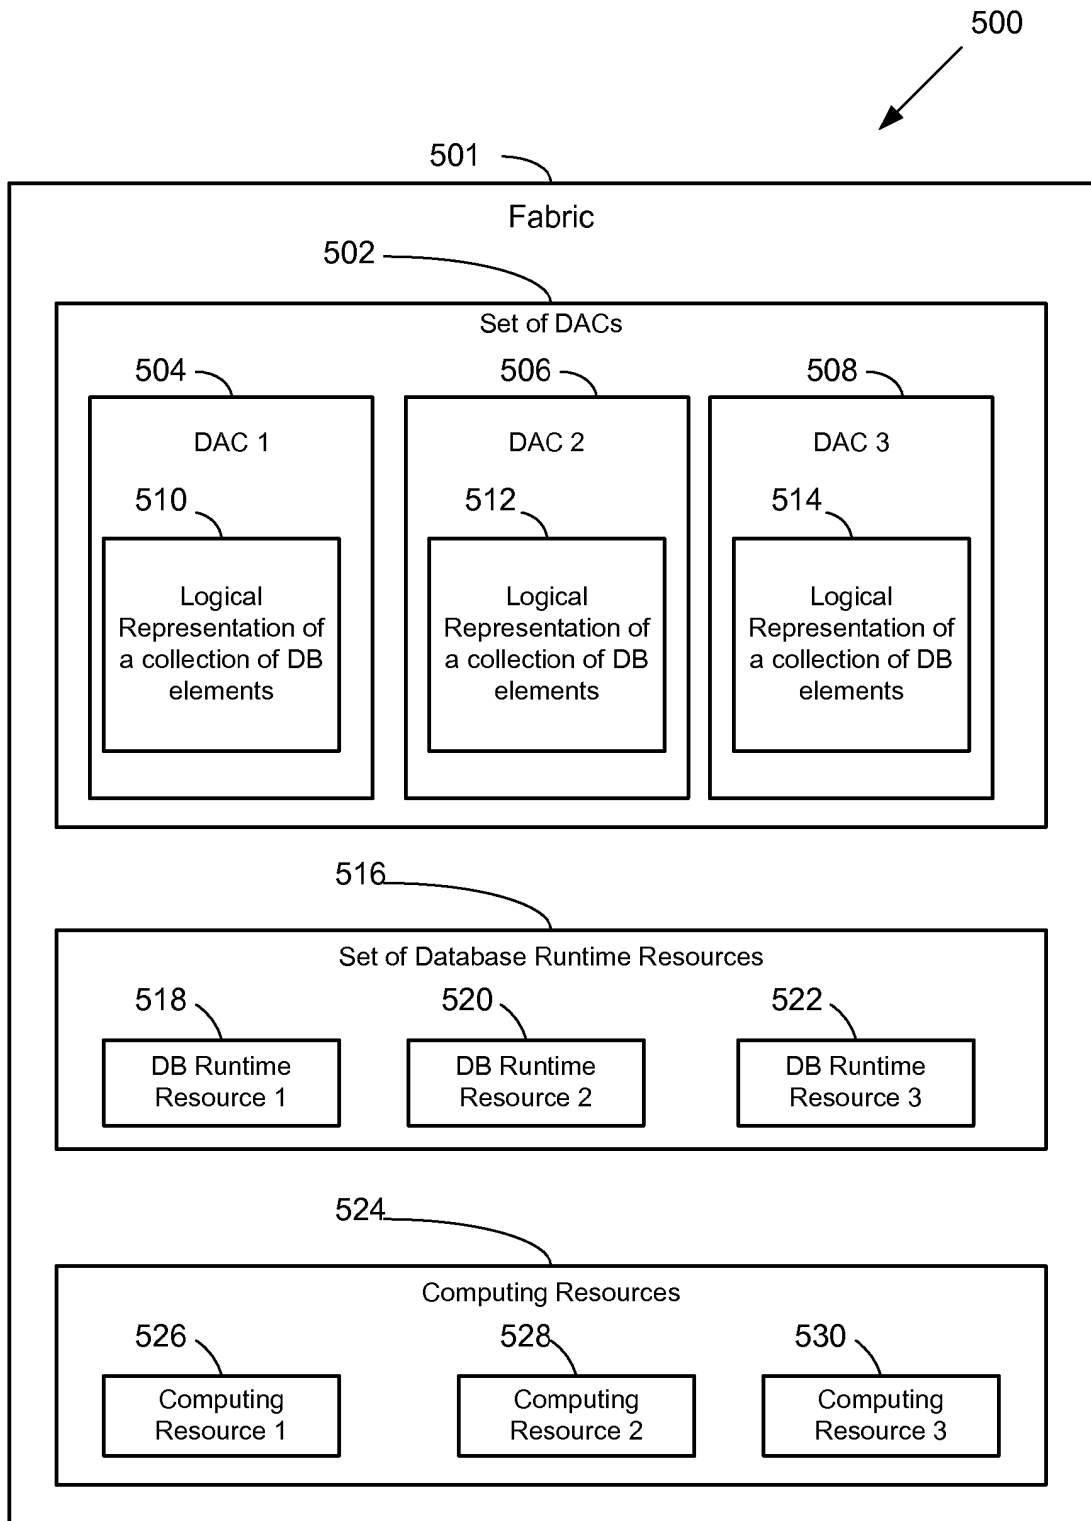 500
501
Fabric
502
Set of DACs
504
506
508
DAC 1
DAC 2
DAC 3
510
512
514
Logical
Representation of
a collection of DB
elements
Logical
Representation of
a collection of DB
elements
Logical
Representation of
a collection of DB
elements
516
Set of Database Runtime Resources
518
520
522
DB Runtime
Resource 1
DB Runtime
Resource 2
DB Runtime
Resource 3
524
Computing Resources
526
528
530
Computing
Resource 1
Computing
Resource 2
Computing
Resource 3